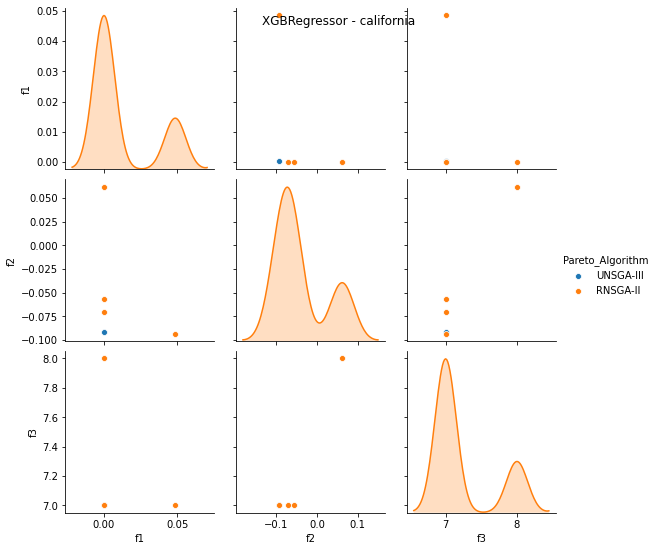 XGBRegressor - california
0.05
0.04
0.03
0.02
0.01
0.00
f1
0.050
0.025
0.000
−0.025
−0.050
−0.075
−0.100
f2
Pareto_Algorithm
UNSGA-III
RNSGA-II
8.0
7.8
7.6
7.4
7.2
7.0
f3
0.00 0.05
f1
−0.1 0.0 0.1
f2
7 8
f3